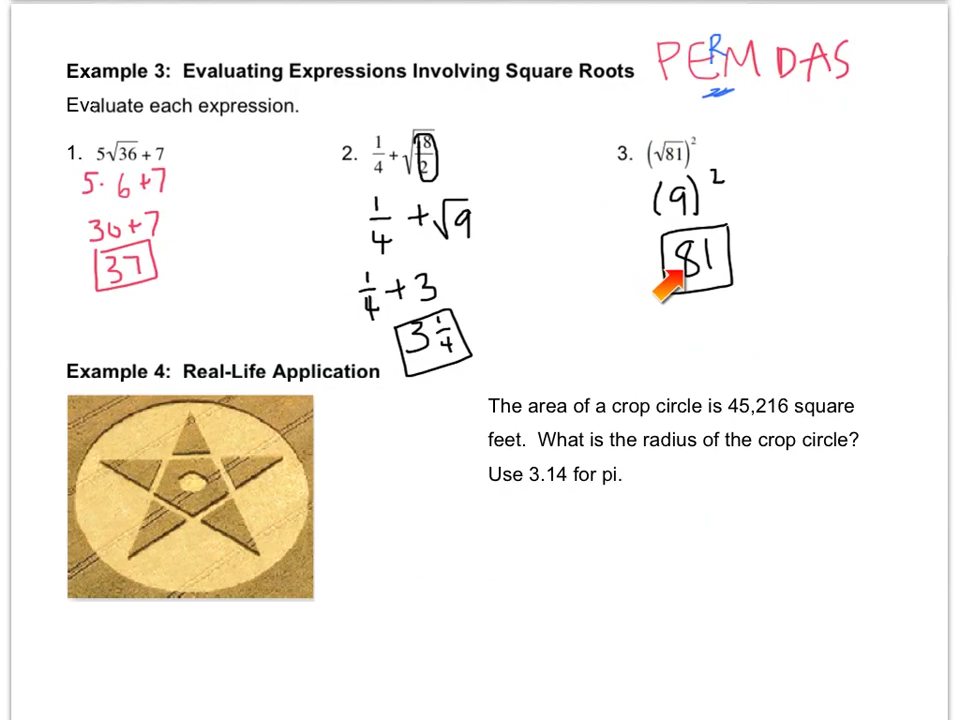 Example 3: Evaluating Expressions Involving Square Roots PERMDAS
Evaluate each expression.
1. 5√36 + 7
5 · 6 + 7
30 + 7
37
2. 1/4 + √(18/2)
1/4 + √9
1/4 + 3
3 1/4
3. (√81)²
(9)²
81
Example 4: Real-Life Application
The area of a crop circle is 45,216 square
feet. What is the radius of the crop circle?
Use 3.14 for pi.